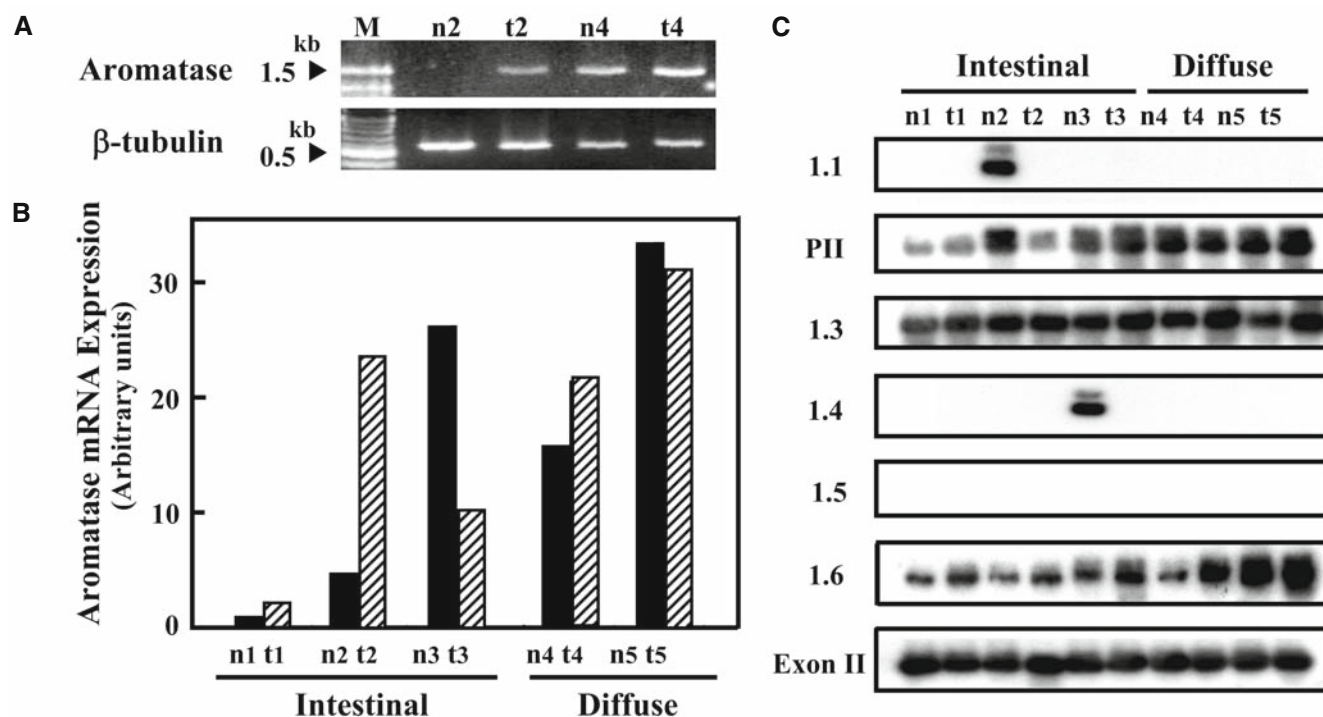 A
M n2 t2 n4 t4
kb
Aromatase 1.5
kb
β-tubulin 0.5
B
Aromatase mRNA Expression
(Arbitrary units)
30
20
10
0
n1 t1 n2 t2 n3 t3 n4 t4 n5 t5
Intestinal Diffuse
C
Intestinal Diffuse
n1 t1 n2 t2 n3 t3 n4 t4 n5 t5
1.1
PII
1.3
1.4
1.5
1.6
Exon II